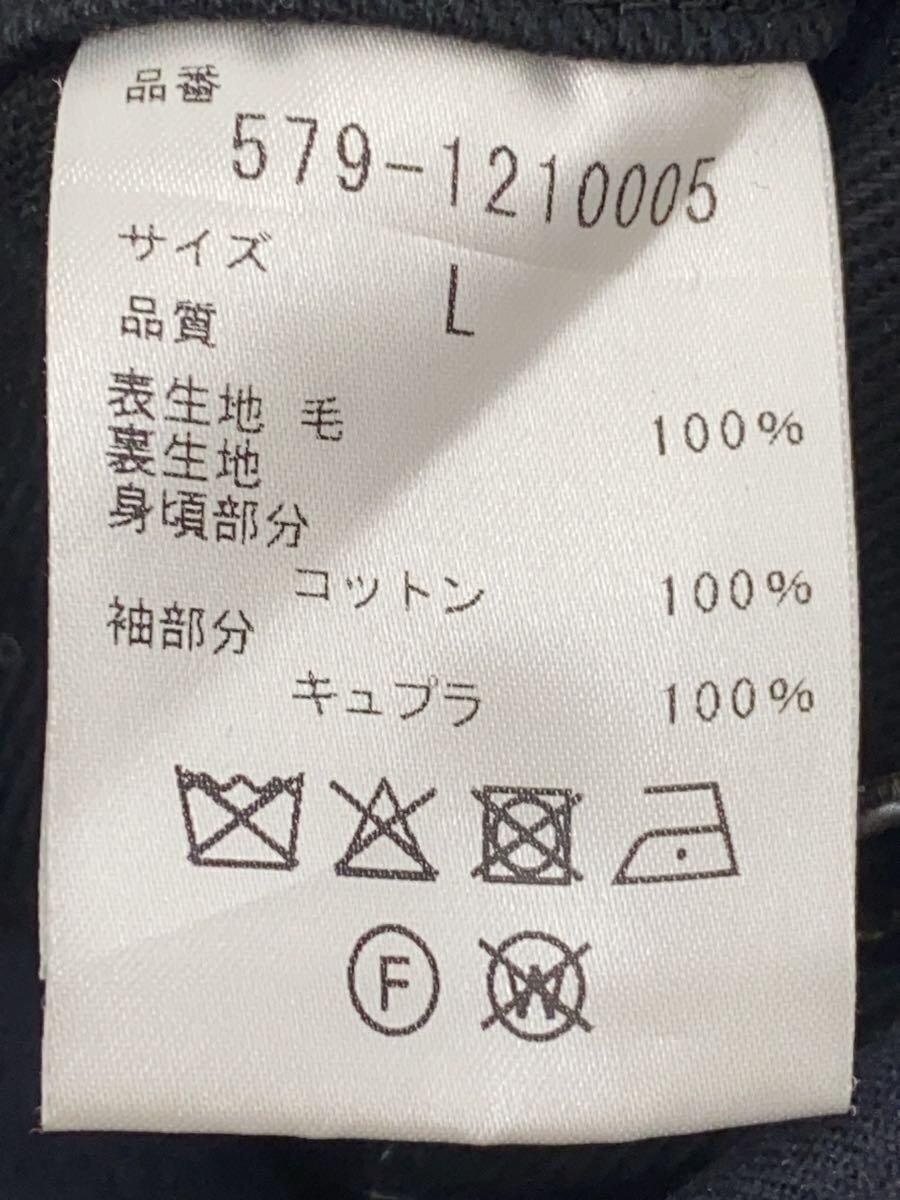 品番
579-1210005
サイズ
L
品質
表生地 毛 100%
裏生地
身頃部分
コットン 100%
袖部分
キュプラ 100%
F
W